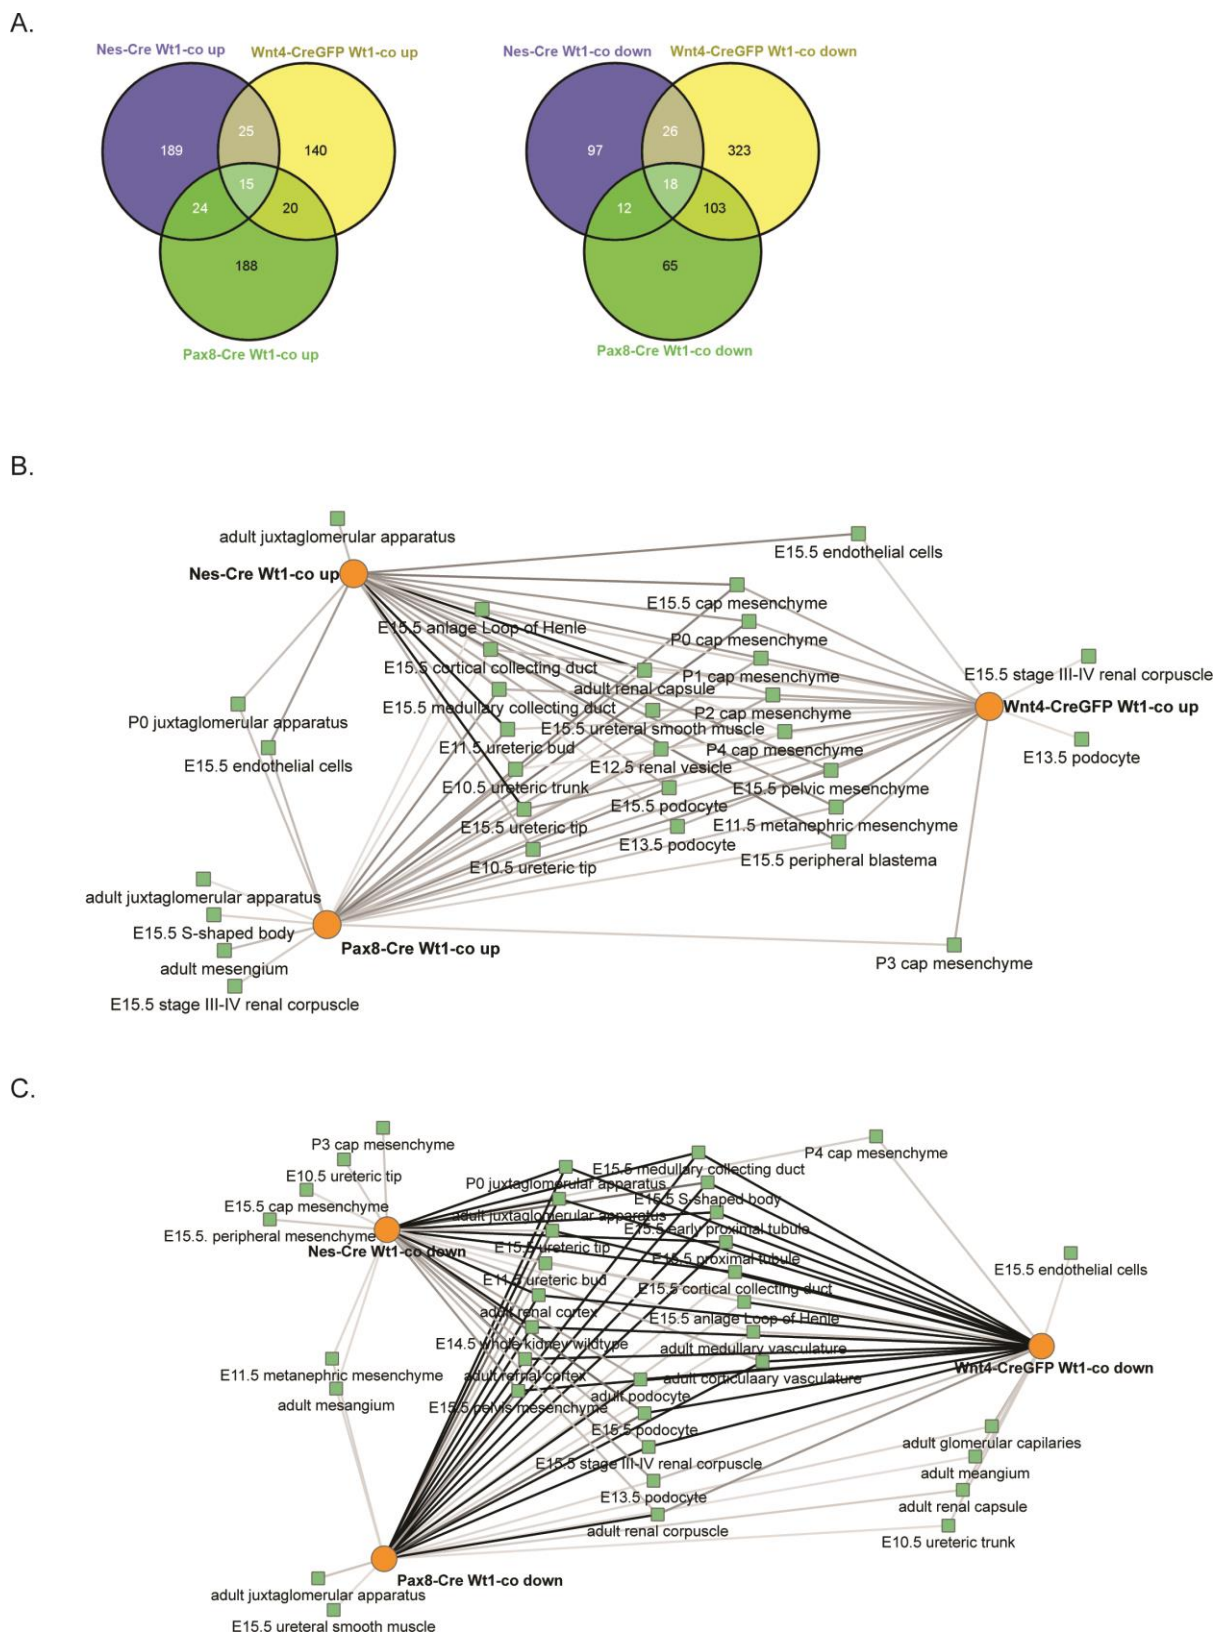 A.
Nes-Cre Wt1-co up
Wnt4-CreGFP Wt1-co up
189
25
140
15
24
20
188
Pax8-Cre Wt1-co up
Nes-Cre Wt1-co down
Wnt4-CreGFP Wt1-co down
97
26
323
18
12
103
65
Pax8-Cre Wt1-co down
B.
adult juxtaglomerular apparatus
Nes-Cre Wt1-co up
E15.5 endothelial cells
E15.5 cap mesenchyme
E15.5 anlage Loop of Henle
P0 cap mesenchyme
E15.5 cortical collecting duct
P1 cap mesenchyme
E15.5 stage III-IV renal corpuscle
adult renal capsule
E15.5 medullary collecting duct
P2 cap mesenchyme
Wnt4-CreGFP Wt1-co up
P0 juxtaglomerular apparatus
E15.5 ureteral smooth muscle
E11.5 ureteric bud
P4 cap mesenchyme
E13.5 podocyte
E15.5 endothelial cells
E12.5 renal vesicle
E10.5 ureteric trunk
E15.5 pelvic mesenchyme
E15.5 podocyte
E15.5 ureteric tip
E11.5 metanephric mesenchyme
E13.5 podocyte
E15.5 peripheral blastema
E10.5 ureteric tip
adult juxtaglomerular apparatus
E15.5 S-shaped body
Pax8-Cre Wt1-co up
adult mesengium
P3 cap mesenchyme
E15.5 stage III-IV renal corpuscle
C.
P3 cap mesenchyme
P4 cap mesenchyme
E10.5 ureteric tip
E15.5 medullary collecting duct
P0 juxtaglomorular apparatus
E15.5 cap mesenchyme
E15.5 S-shaped body
adult juxtaglomerular apparatus
E15.5. peripheral mesenchyme
E15.5 early proximal tubule
Nes-Cre Wt1-co down
E15.5 ureteric tip
E15.5 proximal tubule
E15.5 endothelial cells
E11.5 ureteric bud
E15.5 cortical collecting duct
adult renal cortex
E15.5 anlage Loop of Henle
E14.5 whole kidney wildtype
adult medullary vasculature
Wnt4-CreGFP Wt1-co down
E11.5 metanephric mesenchyme
adult remal cortex
adult corticulaary vasculature
adult mesangium
adult podocyte
E15.5 pelvis mesenchyme
E15.5 podocyte
adult glomerular capilaries
E15.5 stage III-IV renal corpuscle
adult meangium
E13.5 podocyte
adult renal capsule
adult renal corpuscle
E10.5 ureteric trunk
Pax8-Cre Wt1-co down
adult juxtaglomerular apparatus
E15.5 ureteral smooth muscle